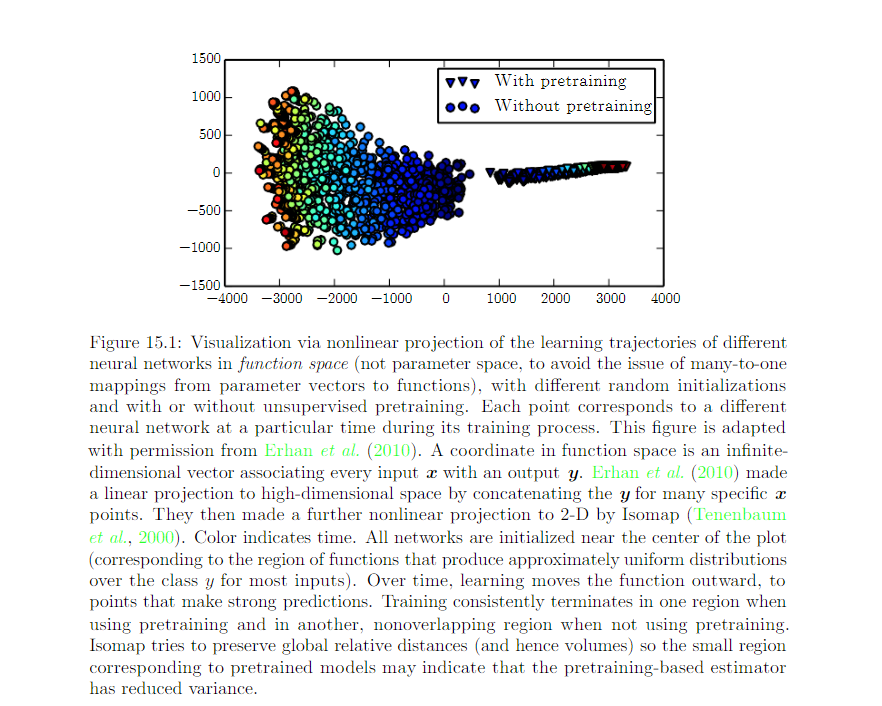 1500
1000
500
0
−500
−1000
−1500
−4000 −3000 −2000 −1000 0 1000 2000 3000 4000
With pretraining
Without pretraining
Figure 15.1: Visualization via nonlinear projection of the learning trajectories of different
neural networks in function space (not parameter space, to avoid the issue of many-to-one
mappings from parameter vectors to functions), with different random initializations
and with or without unsupervised pretraining. Each point corresponds to a different
neural network at a particular time during its training process. This figure is adapted
with permission from Erhan et al. (2010). A coordinate in function space is an infinite-
dimensional vector associating every input x with an output y. Erhan et al. (2010) made
a linear projection to high-dimensional space by concatenating the y for many specific x
points. They then made a further nonlinear projection to 2-D by Isomap (Tenenbaum
et al., 2000). Color indicates time. All networks are initialized near the center of the plot
(corresponding to the region of functions that produce approximately uniform distributions
over the class y for most inputs). Over time, learning moves the function outward, to
points that make strong predictions. Training consistently terminates in one region when
using pretraining and in another, nonoverlapping region when not using pretraining.
Isomap tries to preserve global relative distances (and hence volumes) so the small region
corresponding to pretrained models may indicate that the pretraining-based estimator
has reduced variance.